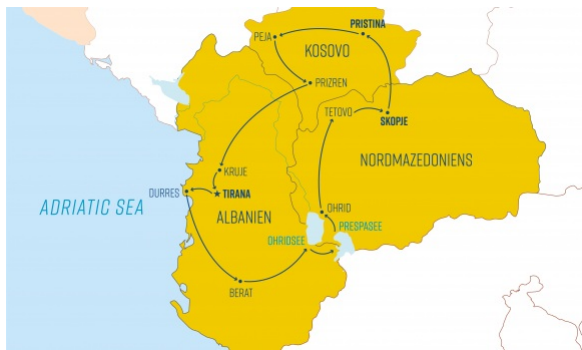 PRISTINA
PEJA
KOSOVO
PRIZREN
TETOVO
SKOPJE
NORDMAZEDONIENS
KRUJE
DURRES
TIRANA
ADRIATIC SEA
ALBANIEN
OHRID
PRESPASEE
OHRIDSEE
BERAT